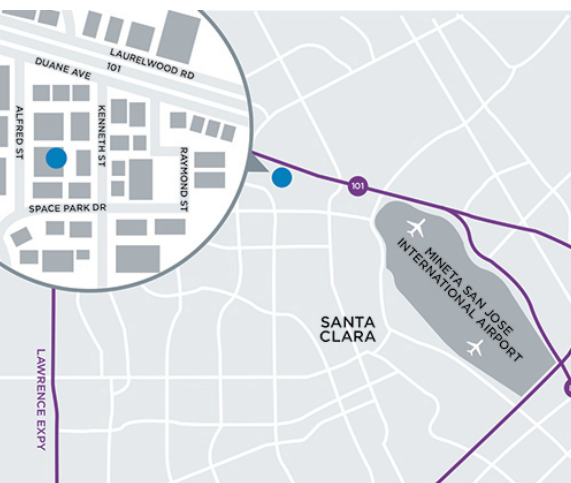 LAURELWOOD RD
DUANE AVE
101
ALFRED ST
KENNETH ST
RAYMOND ST
SPACE PARK DR
101
MINETA SAN JOSE
INTERNATIONAL AIRPORT
SANTA
CLARA
LAWRENCE EXPY